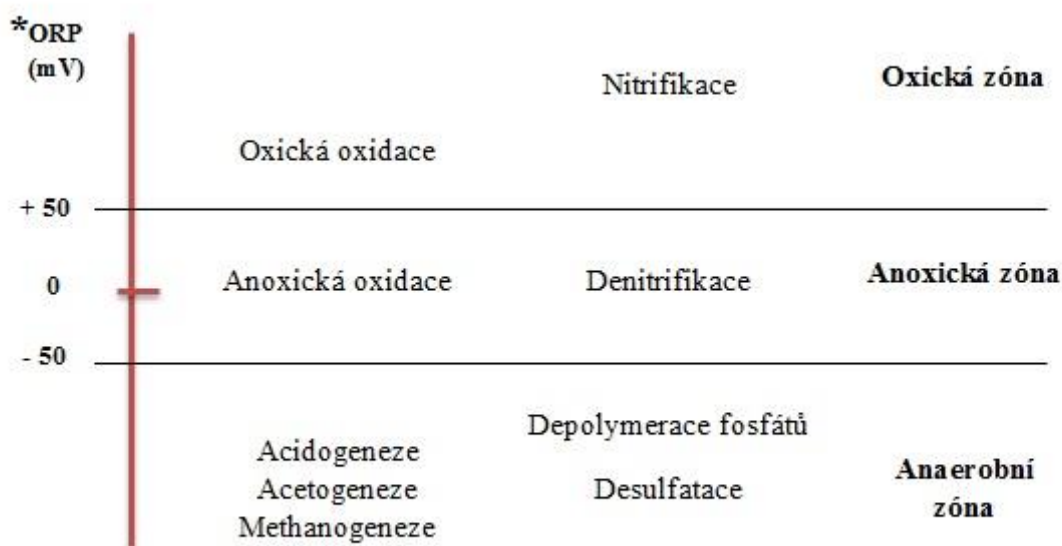 *ORP
(mV)
Nitrifikace
Oxická zóna
Oxická oxidace
+ 50
0
Anoxická oxidace
Denitrifikace
Anoxická zóna
- 50
Depolymerace fosfátů
Acidogeneze
Acetogeneze
Methanogeneze
Desulfatace
Anaerobní
zóna